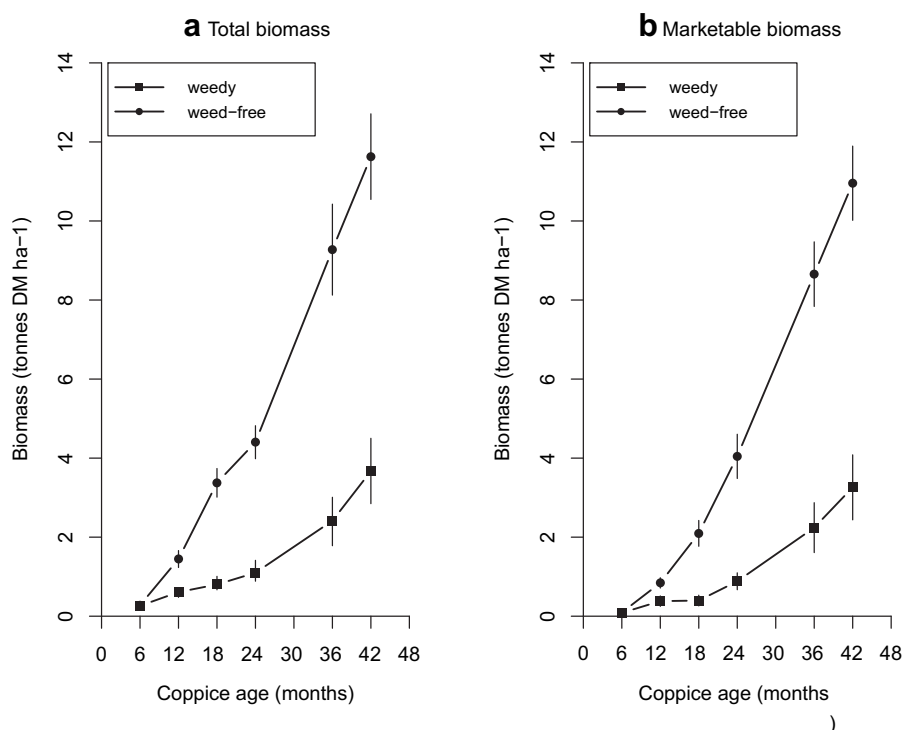 a Total biomass
14
12
10
8
6
4
2
0
Biomass (tonnes DM ha−1)
weedy
weed−free
0 6 12 18 24 30 36 42 48
Coppice age (months)
b Marketable biomass
14
12
10
8
6
4
2
0
Biomass (tonnes DM ha−1)
weedy
weed−free
0 6 12 18 24 30 36 42 48
Coppice age (months
)